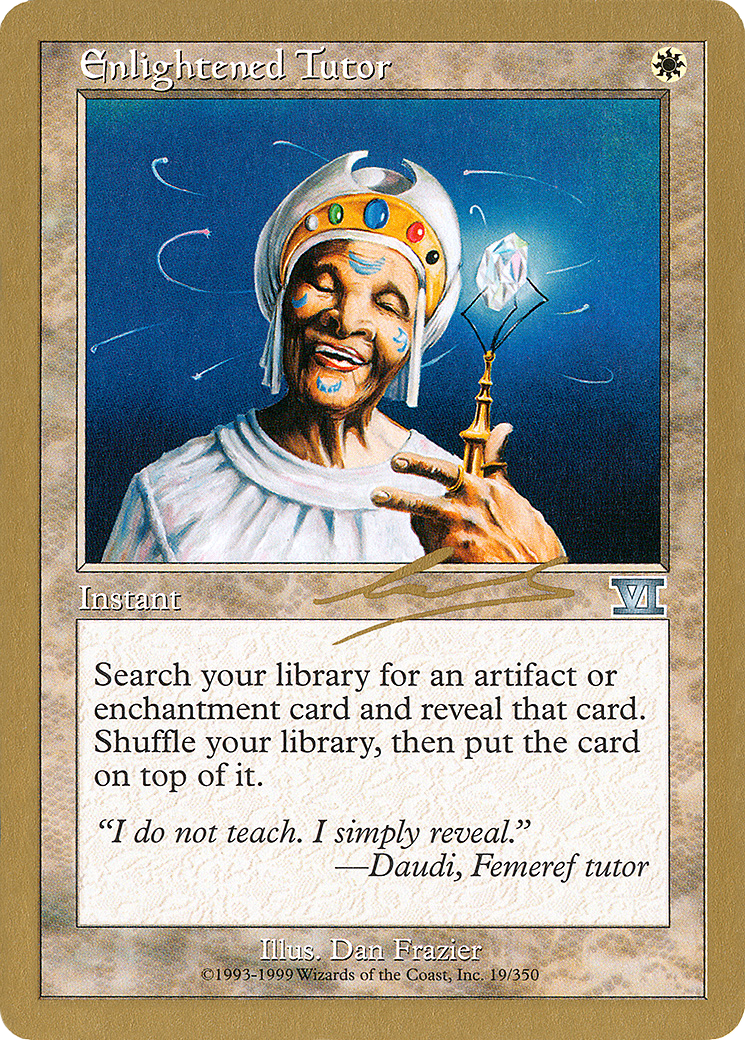 Enlightened Tutor
Instant
VI
Search your library for an artifact or
enchantment card and reveal that card.
Shuffle your library, then put the card
on top of it.
“I do not teach. I simply reveal.”
—Daudi, Femeref tutor
Illus. Dan Frazier
©1993-1999 Wizards of the Coast, Inc. 19/350